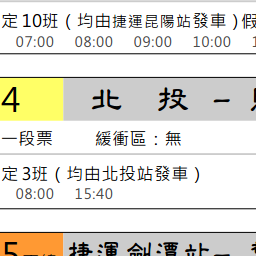 定 10班 ( 均由捷運昆陽站發車 ) 假
07:00 08:00 09:00 10:00 1
4 北 投 -
一段票 緩衝區：無
定 3班 ( 均由北投站發車 )
08:00 15:40
5 捷運劍潭站-